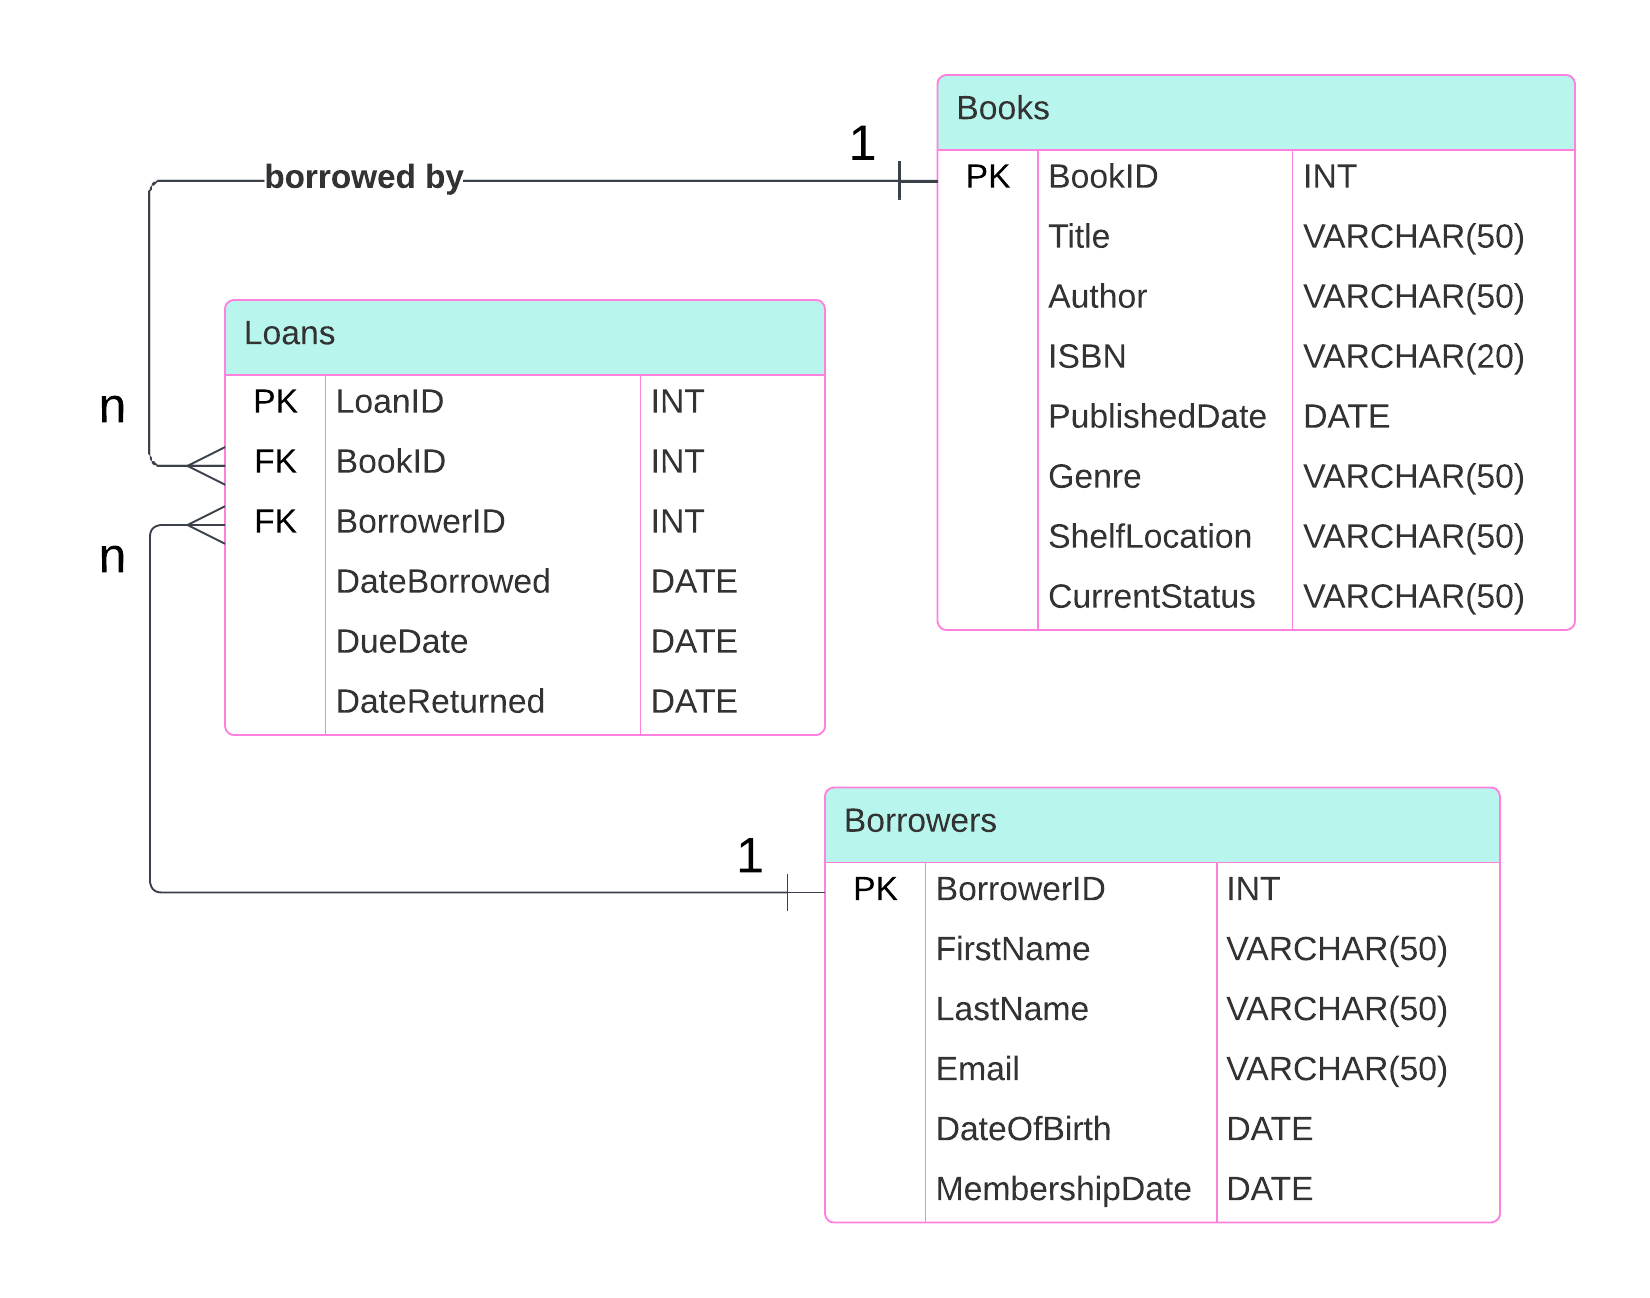 borrowed by
1
n
n
1
Books
PK BookID INT
Title VARCHAR(50)
Author VARCHAR(50)
ISBN VARCHAR(20)
PublishedDate DATE
Genre VARCHAR(50)
ShelfLocation VARCHAR(50)
CurrentStatus VARCHAR(50)
Loans
PK LoanID INT
FK BookID INT
FK BorrowerID INT
DateBorrowed DATE
DueDate DATE
DateReturned DATE
Borrowers
PK BorrowerID INT
FirstName VARCHAR(50)
LastName VARCHAR(50)
Email VARCHAR(50)
DateOfBirth DATE
MembershipDate DATE